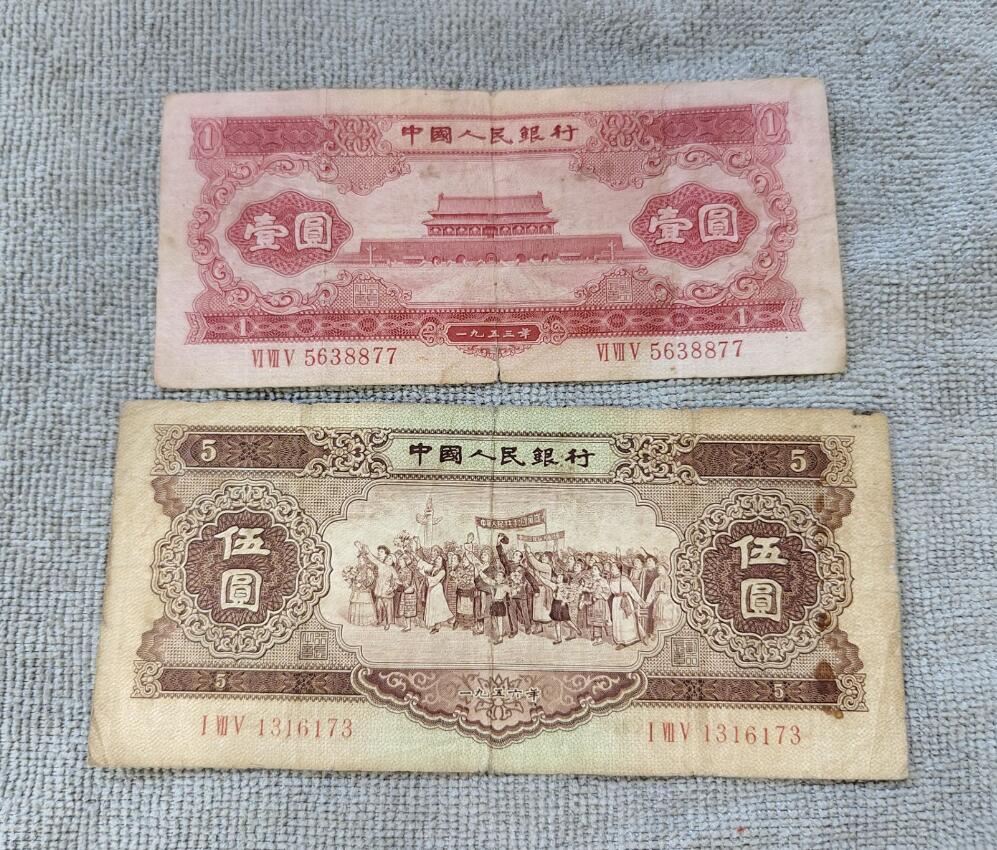 1 中國人民銀行 1
壹圓 壹圓
1 一九五三年 1
VI VII V 5638877 VI VII V 5638877
5 中國人民銀行 5
伍圓 伍圓
5 一九五六年 5
I VII V 1316173 I VII V 1316173